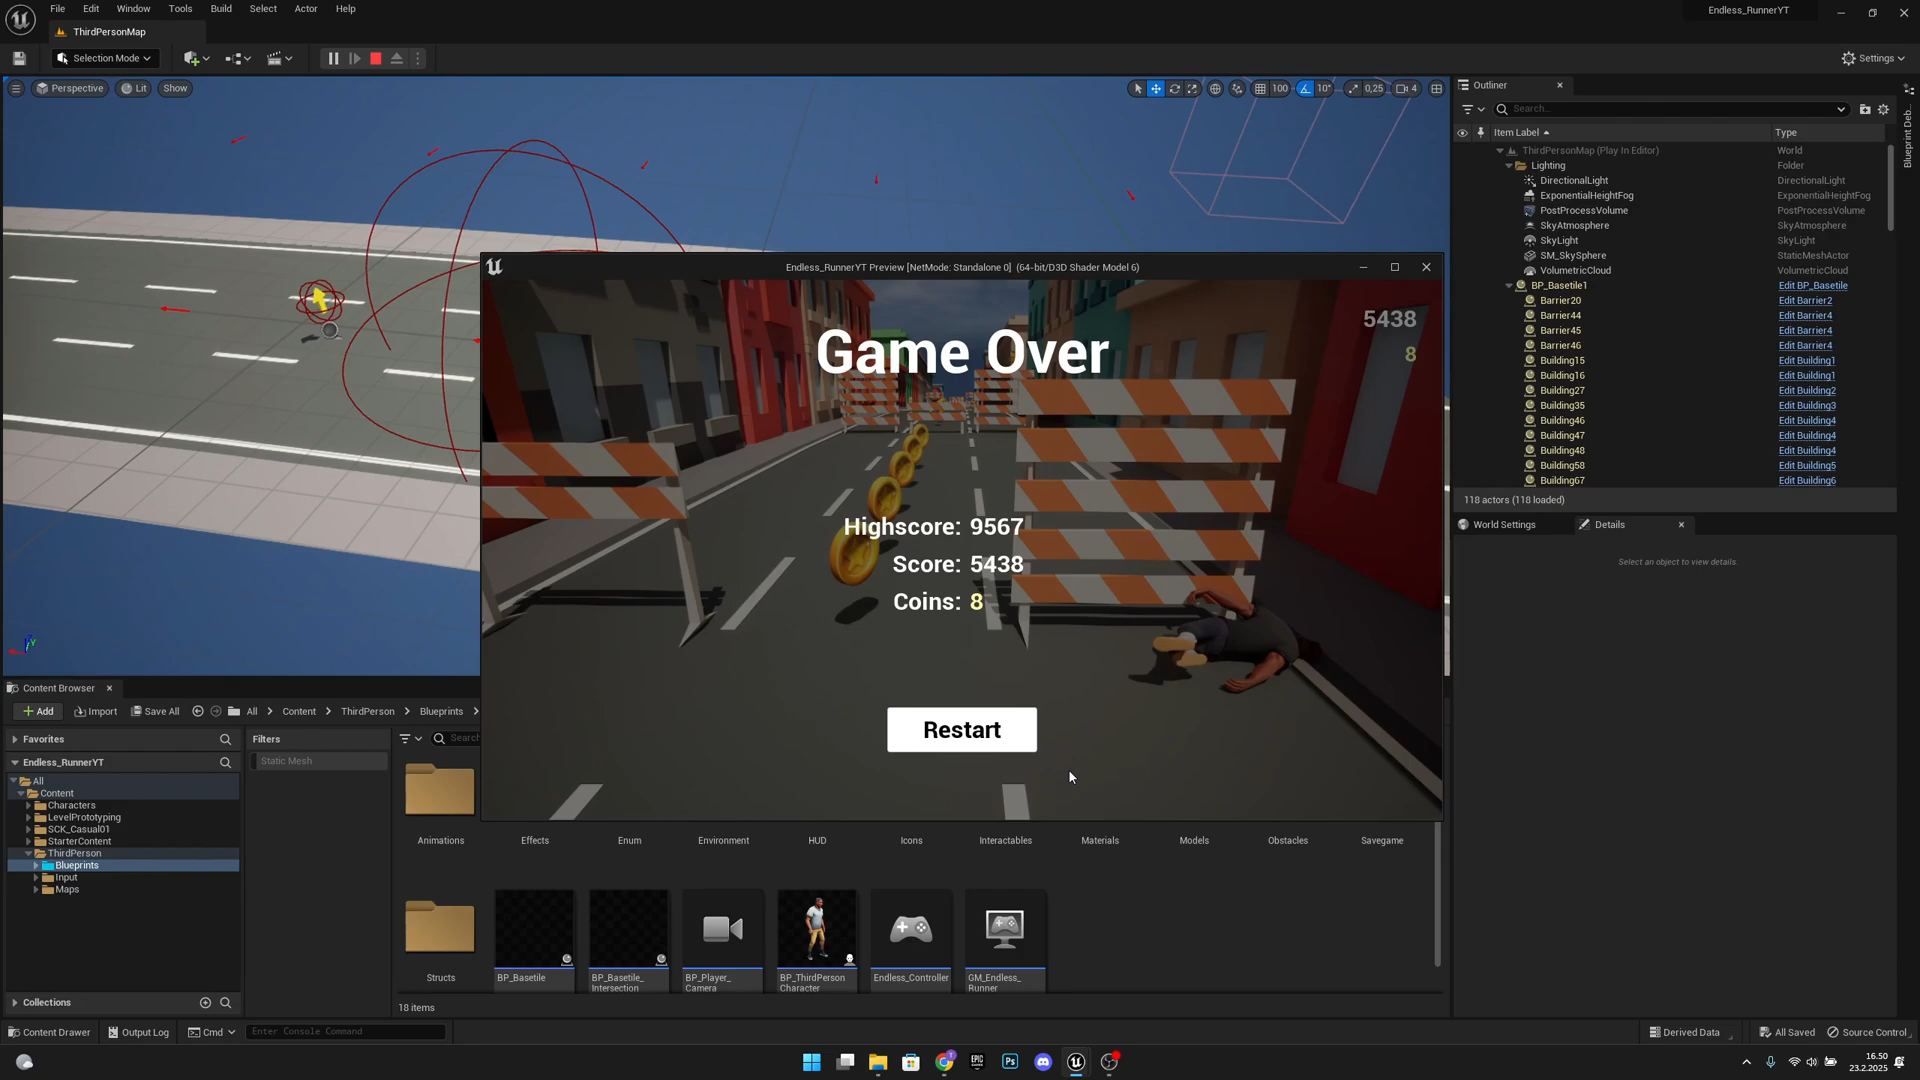 File Edit Window Tools Build Select Actor Help
Endless_RunnerYT
ThirdPersonMap
Selection Mode
Settings
Perspective Lit Show
100 10° 0,25 4
Outliner
Search...
Item Label Type
ThirdPersonMap (Play In Editor) World
Lighting Folder
DirectionalLight DirectionalLight
ExponentialHeightFog ExponentialHeightFog
PostProcessVolume PostProcessVolume
SkyAtmosphere SkyAtmosphere
SkyLight SkyLight
SM_SkySphere StaticMeshActor
VolumetricCloud VolumetricCloud
BP_Basetile1 Edit BP_Basetile
Barrier20 Edit Barrier2
Barrier44 Edit Barrier4
Barrier45 Edit Barrier4
Barrier46 Edit Barrier4
Building15 Edit Building1
Building16 Edit Building1
Building27 Edit Building2
Building35 Edit Building3
Building46 Edit Building4
Building47 Edit Building4
Building48 Edit Building4
Building58 Edit Building5
Building67 Edit Building6
118 actors (118 loaded)
Blueprint Deb...
World Settings Details
Select an object to view details.
Endless_RunnerYT Preview [NetMode: Standalone 0] (64-bit/D3D Shader Model 6)
5438
8
Game Over
Highscore: 9567
Score: 5438
Coins: 8
Restart
Content Browser
Add Import Save All All Content ThirdPerson Blueprints
Favorites
Endless_RunnerYT
All
Content
Characters
LevelPrototyping
SCK_Casual01
StarterContent
ThirdPerson
Blueprints
Input
Maps
Collections
Filters
Static Mesh
Search
Animations Effects Enum Environment HUD Icons Interactables Materials Models Obstacles Savegame
Structs BP_Basetile BP_Basetile_ BP_Player_ BP_ThirdPerson Endless_Controller GM_Endless_
Intersection Camera Character Runner
18 items
Content Drawer Output Log Cmd Enter Console Command
Derived Data All Saved Source Control
EPIC
Ps
16.50
23.2.2025